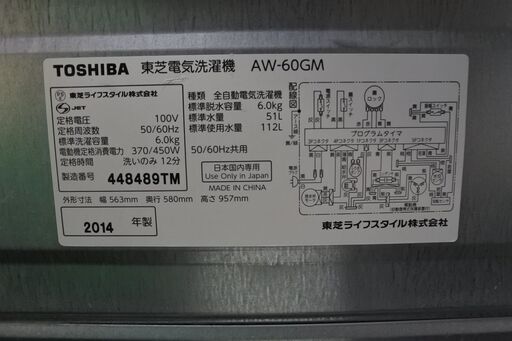 TOSHIBA 東芝電気洗濯機 AW-60GM
東芝ライフスタイル株式会社
JET
定格電圧 100V
定格周波数 50/60Hz
標準洗濯容量 6.0kg
電動機定格消費電力 370/450W
定格時間 洗いのみ 12分
製造番号 448489TM
種類 全自動電気洗濯機
標準脱水容量 6.0kg
標準水量 51L
標準使用水量 112L
50/60Hz共用
日本国内専用
Use Only in Japan
MADE IN CHINA
外形寸法 幅 563mm 奥行 580mm 高さ 957mm
2014 年製
配線図
ロック
プログラムタイマ
東芝ライフスタイル株式会社